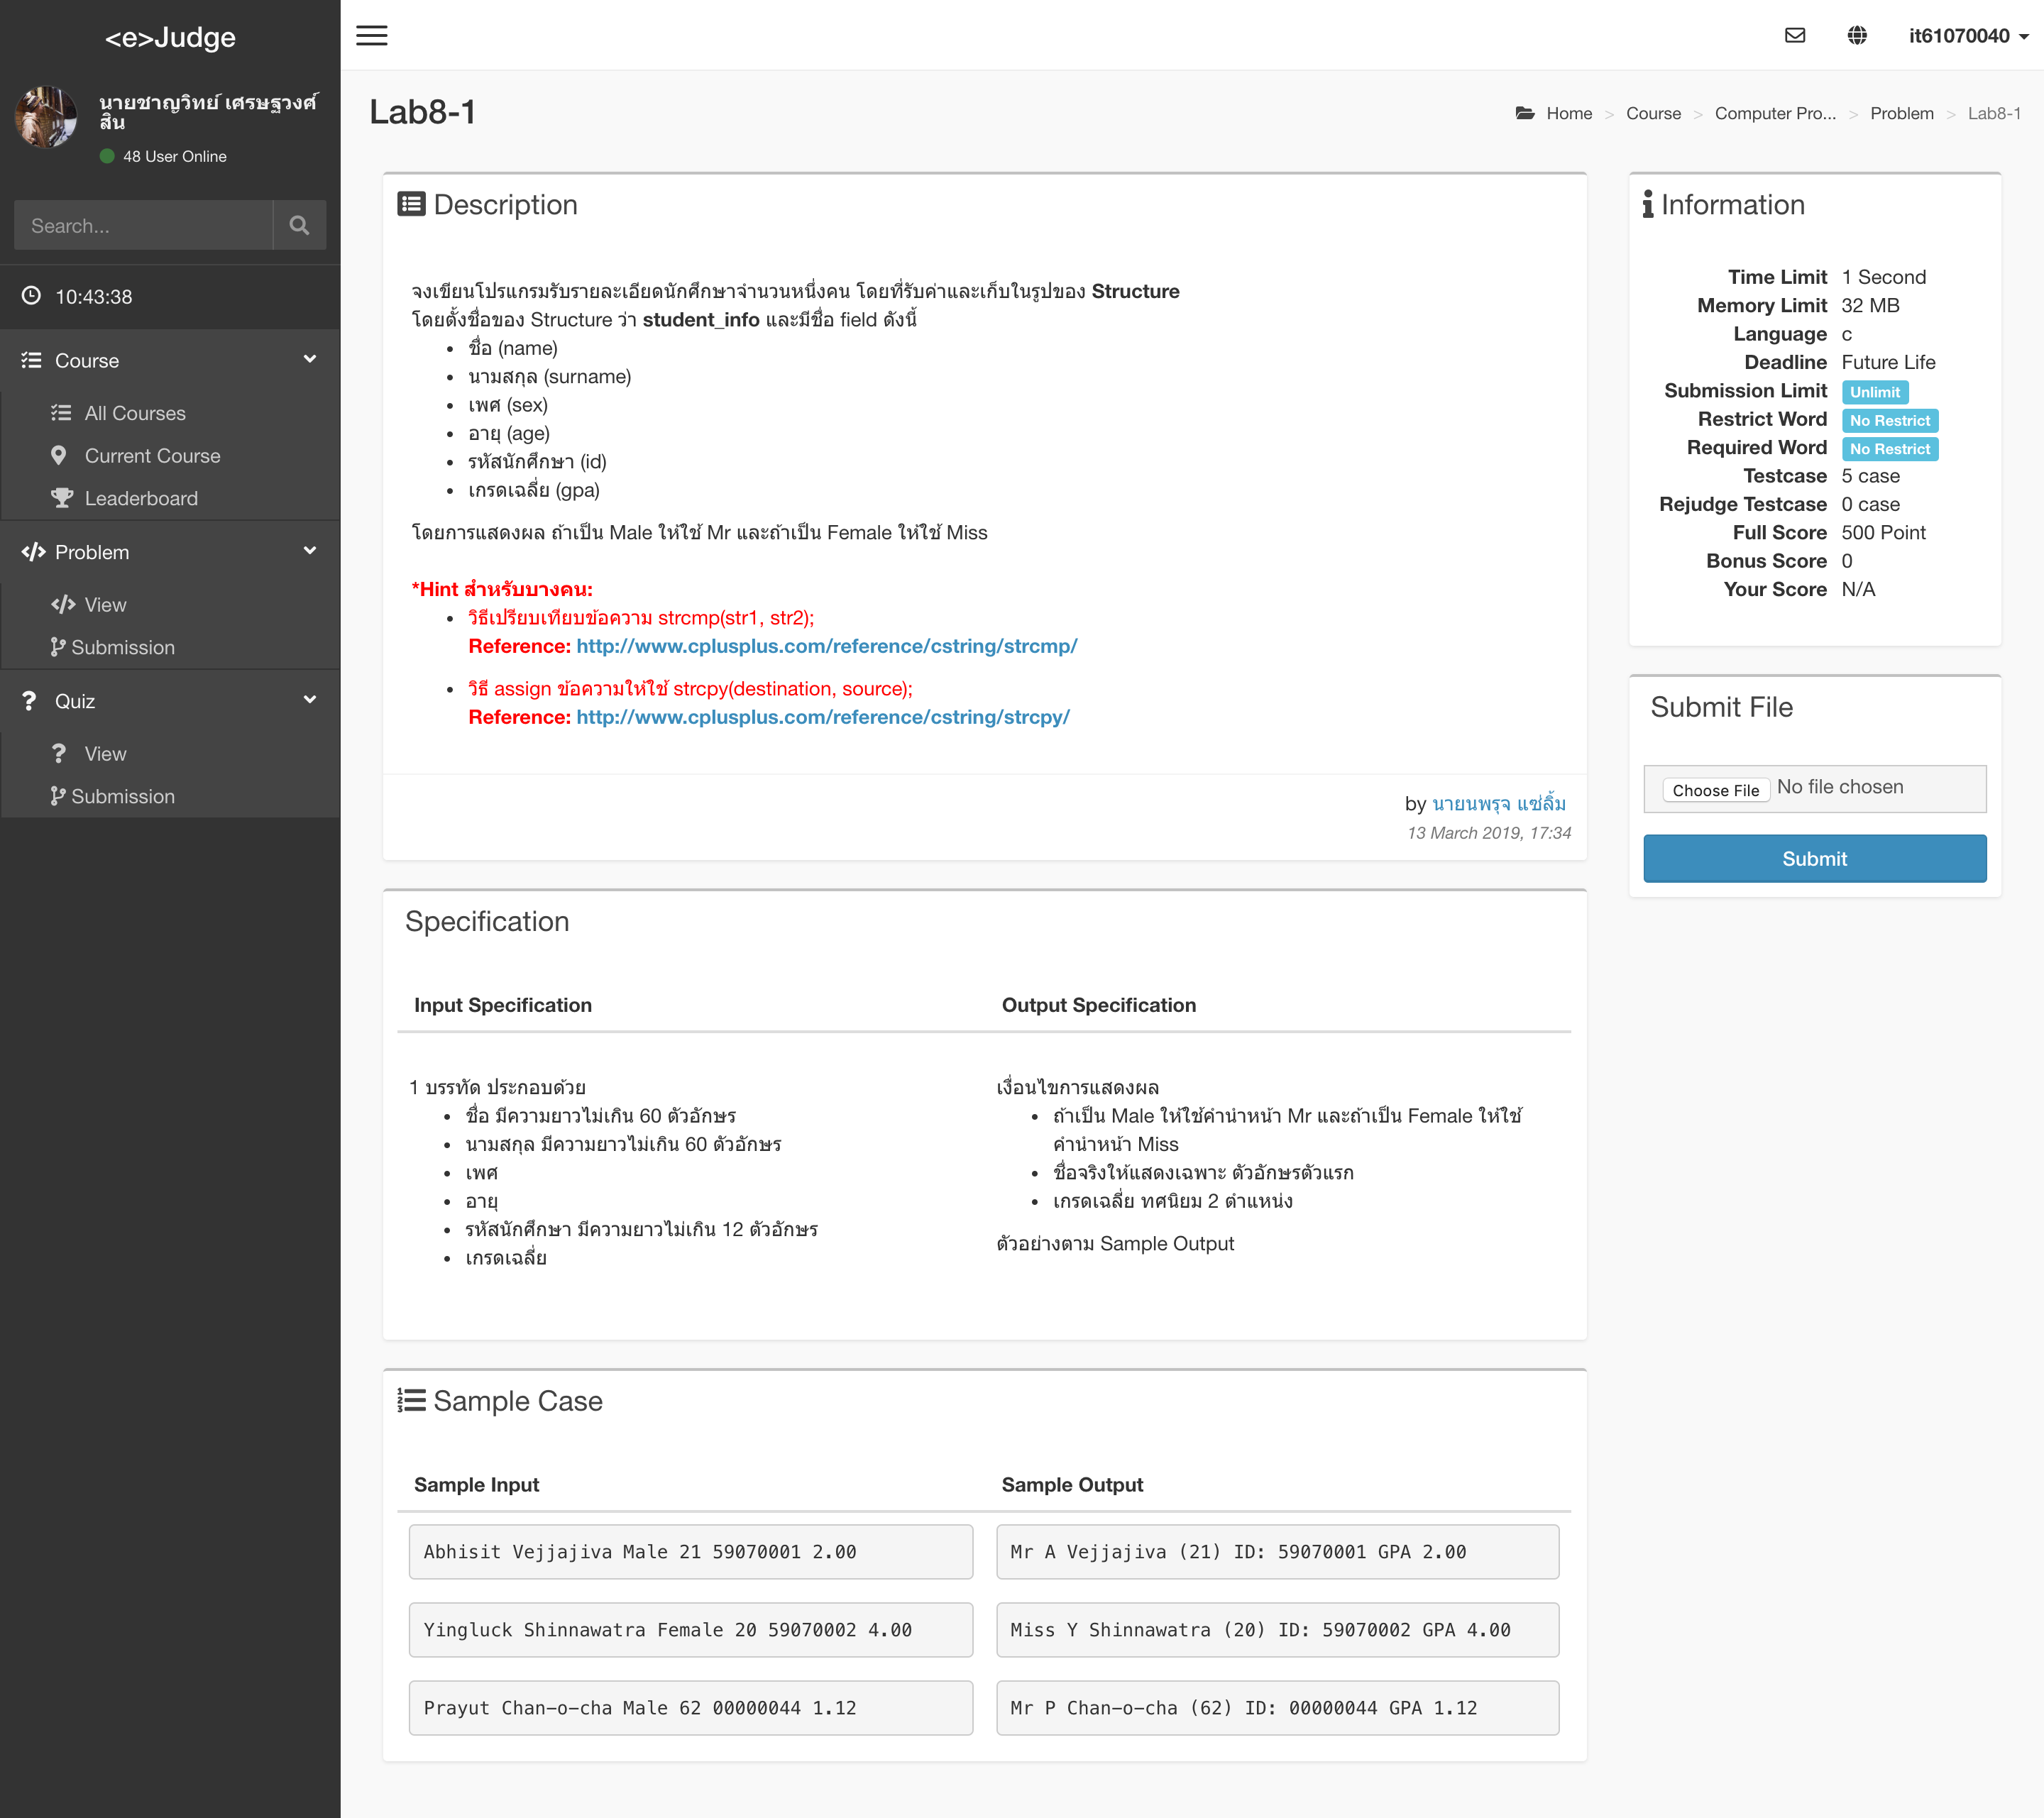 <e>Judge
นายชาญวิทย์ เศรษฐวงศ์
สิน
48 User Online
Search...
10:43:38
Course
All Courses
Current Course
Leaderboard
Problem
View
Submission
Quiz
View
Submission
it61070040
Lab8-1
Home > Course > Computer Pro... > Problem > Lab8-1
Description
จงเขียนโปรแกรมรับรายละเอียดนักศึกษาจำนวนหนึ่งคน โดยที่รับค่าและเก็บในรูปของ Structure
โดยตั้งชื่อของ Structure ว่า student_info และมีชื่อ field ดังนี้
• ชื่อ (name)
• นามสกุล (surname)
• เพศ (sex)
• อายุ (age)
• รหัสนักศึกษา (id)
• เกรดเฉลี่ย (gpa)
โดยการแสดงผล ถ้าเป็น Male ให้ใช้ Mr และถ้าเป็น Female ให้ใช้ Miss
*Hint สำหรับบางคน:
• วิธีเปรียบเทียบข้อความ strcmp(str1, str2);
Reference: http://www.cplusplus.com/reference/cstring/strcmp/
• วิธี assign ข้อความให้ใช้ strcpy(destination, source);
Reference: http://www.cplusplus.com/reference/cstring/strcpy/
by นายนพรุจ แซ่ลิ้ม
13 March 2019, 17:34
Specification
Input Specification
1 บรรทัด ประกอบด้วย
• ชื่อ มีความยาวไม่เกิน 60 ตัวอักษร
• นามสกุล มีความยาวไม่เกิน 60 ตัวอักษร
• เพศ
• อายุ
• รหัสนักศึกษา มีความยาวไม่เกิน 12 ตัวอักษร
• เกรดเฉลี่ย
Output Specification
เงื่อนไขการแสดงผล
• ถ้าเป็น Male ให้ใช้คำนำหน้า Mr และถ้าเป็น Female ให้ใช้
คำนำหน้า Miss
• ชื่อจริงให้แสดงเฉพาะ ตัวอักษรตัวแรก
• เกรดเฉลี่ย ทศนิยม 2 ตำแหน่ง
ตัวอย่างตาม Sample Output
Sample Case
Sample Input
Sample Output
Abhisit Vejjajiva Male 21 59070001 2.00
Mr A Vejjajiva (21) ID: 59070001 GPA 2.00
Yingluck Shinnawatra Female 20 59070002 4.00
Miss Y Shinnawatra (20) ID: 59070002 GPA 4.00
Prayut Chan-o-cha Male 62 00000044 1.12
Mr P Chan-o-cha (62) ID: 00000044 GPA 1.12
Information
Time Limit 1 Second
Memory Limit 32 MB
Language c
Deadline Future Life
Submission Limit Unlimit
Restrict Word No Restrict
Required Word No Restrict
Testcase 5 case
Rejudge Testcase 0 case
Full Score 500 Point
Bonus Score 0
Your Score N/A
Submit File
Choose File No file chosen
Submit